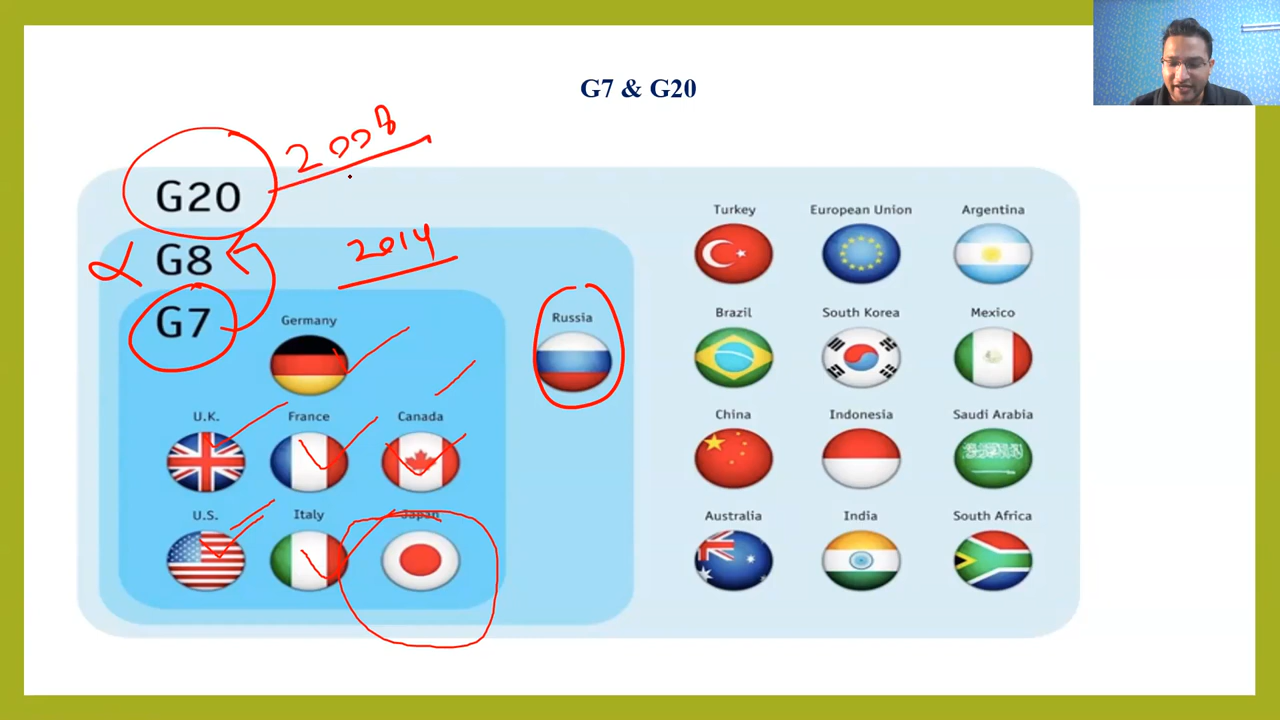 G7 & G20
2008
G20
Turkey European Union Argentina
2014
G8
G7
Germany
Russia
Brazil South Korea Mexico
U.K. France Canada
China Indonesia Saudi Arabia
U.S. Italy Japan
Australia India South Africa